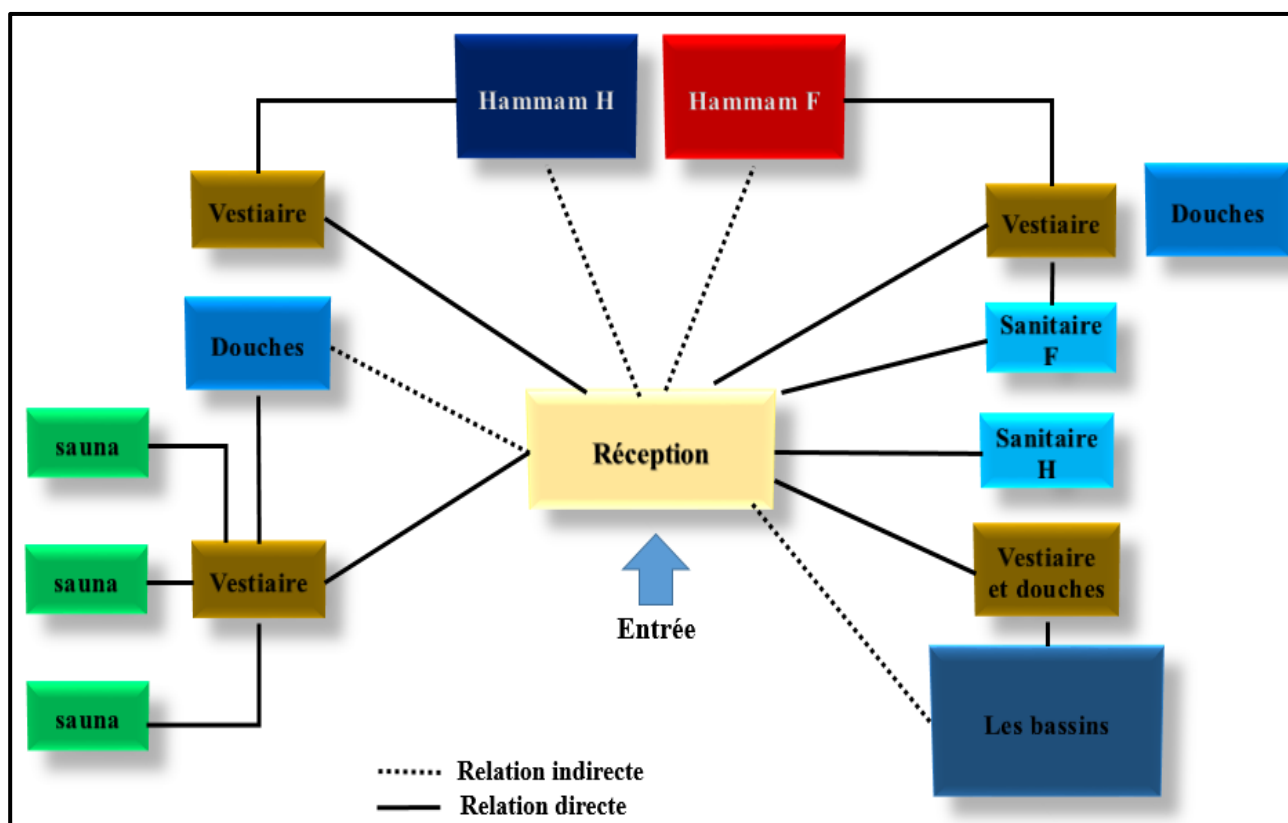 Hammam H
Hammam F
Vestiaire
Vestiaire
Douches
Douches
Sanitaire
F
sauna
Réception
Sanitaire
H
sauna
Vestiaire
Vestiaire
et douches
Entrée
sauna
Les bassins
Relation indirecte
Relation directe